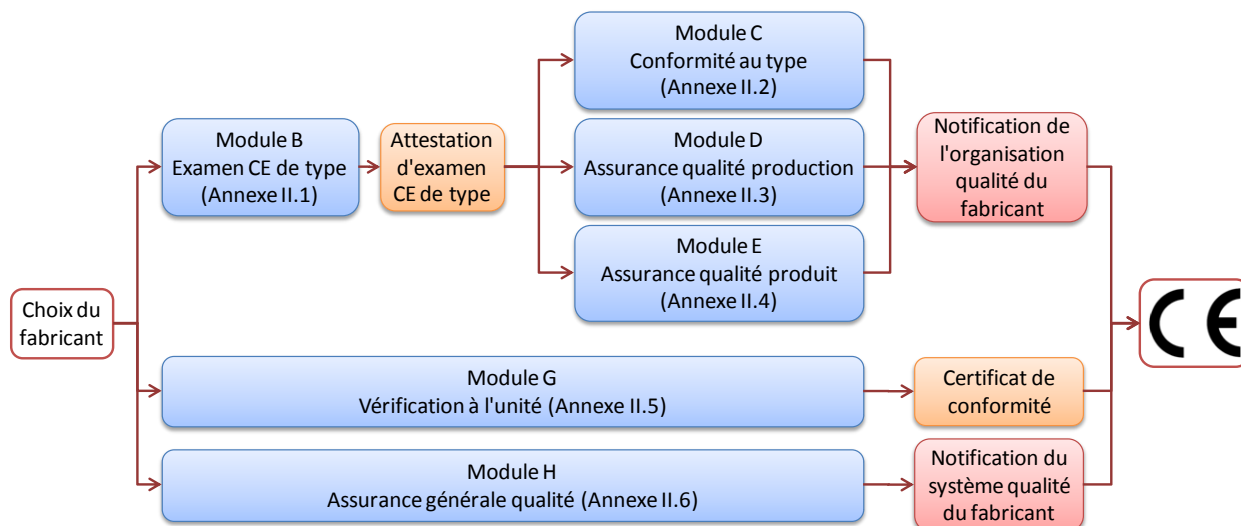 Choix du
fabricant
Module B
Examen CE de type
(Annexe II.1)
Attestation
d'examen
CE de type
Module C
Conformité au type
(Annexe II.2)
Module D
Assurance qualité production
(Annexe II.3)
Module E
Assurance qualité produit
(Annexe II.4)
Notification de
l'organisation
qualité du
fabricant
Module G
Vérification à l'unité (Annexe II.5)
Certificat de
conformité
Module H
Assurance générale qualité (Annexe II.6)
Notification du
système qualité
du fabricant
CE